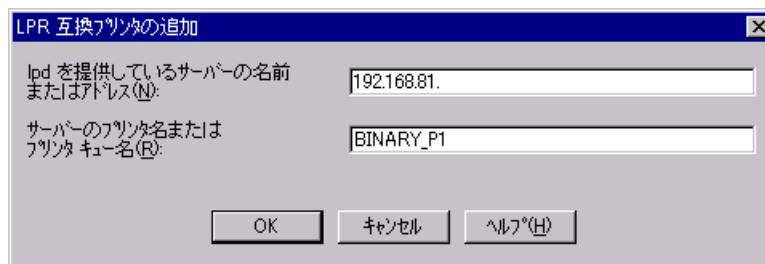 LPR 互換プリンタの追加
lpd を提供しているサーバーの名前
またはアドレス(N):
192.168.81.
サーバーのプリンタ名または
プリンタ キュー名(R):
BINARY_P1
OK
キャンセル
ヘルプ(H)